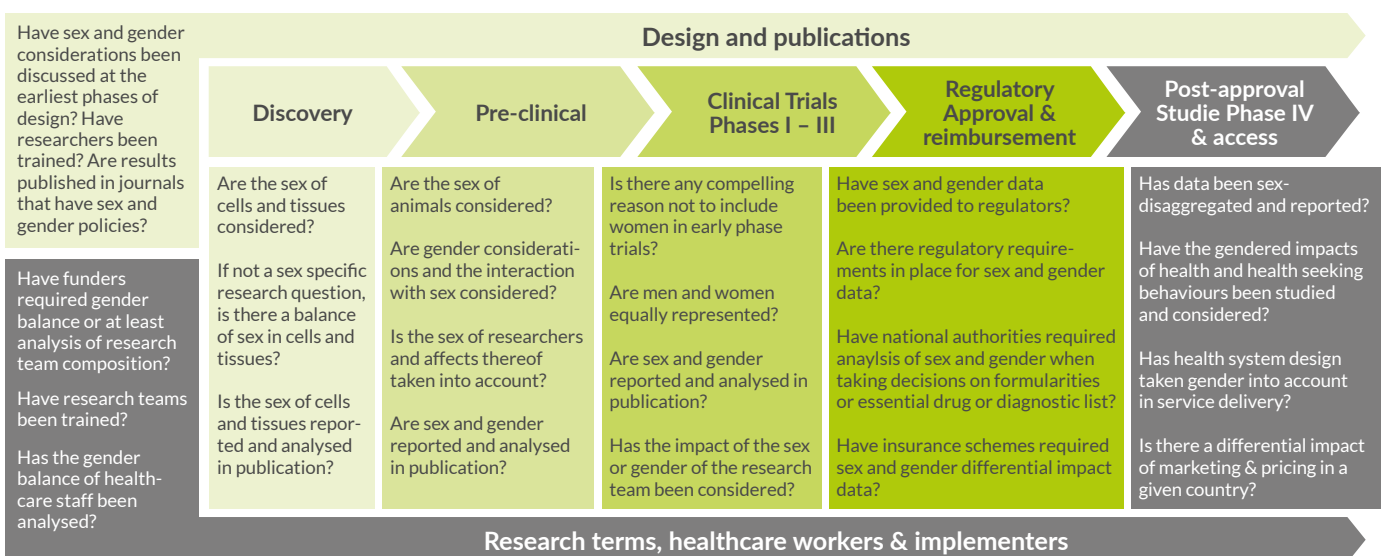 Have sex and gender
considerations been
discussed at the
earliest phases of
design? Have
researchers been
trained? Are results
published in journals
that have sex and
gender policies?
Design and publications
Discovery
Pre-clinical
Clinical Trials
Phases I – III
Regulatory
Approval &
reimbursement
Post-approval
Studie Phase IV
& access
Are the sex of
cells and tissues
considered?
If not a sex specific
research question,
is there a balance
of sex in cells and
tissues?
Is the sex of cells
and tissues repor-
ted and analysed
in publication?
Are the sex of
animals considered?
Are gender considerati-
ons and the interaction
with sex considered?
Is the sex of researchers
and affects thereof
taken into account?
Are sex and gender
reported and analysed
in publication?
Is there any compelling
reason not to include
women in early phase
trials?
Are men and women
equally represented?
Are sex and gender
reported and analysed in
publication?
Has the impact of the sex
or gender of the research
team been considered?
Have sex and gender data
been provided to regulators?
Are there regulatory require-
ments in place for sex and gender
data?
Have national authorities required
anaylsis of sex and gender when
taking decisions on formularities
or essential drug or diagnostic list?
Have insurance schemes required
sex and gender differential impact
data?
Has data been sex-
disaggregated and reported?
Have the gendered impacts
of health and health seeking
behaviours been studied
and considered?
Has health system design
taken gender into account
in service delivery?
Is there a differential impact
of marketing & pricing in a
given country?
Have funders
required gender
balance or at least
analysis of research
team composition?
Have research teams
been trained?
Has the gender
balance of health-
care staff been
analysed?
Research terms, healthcare workers & implementers